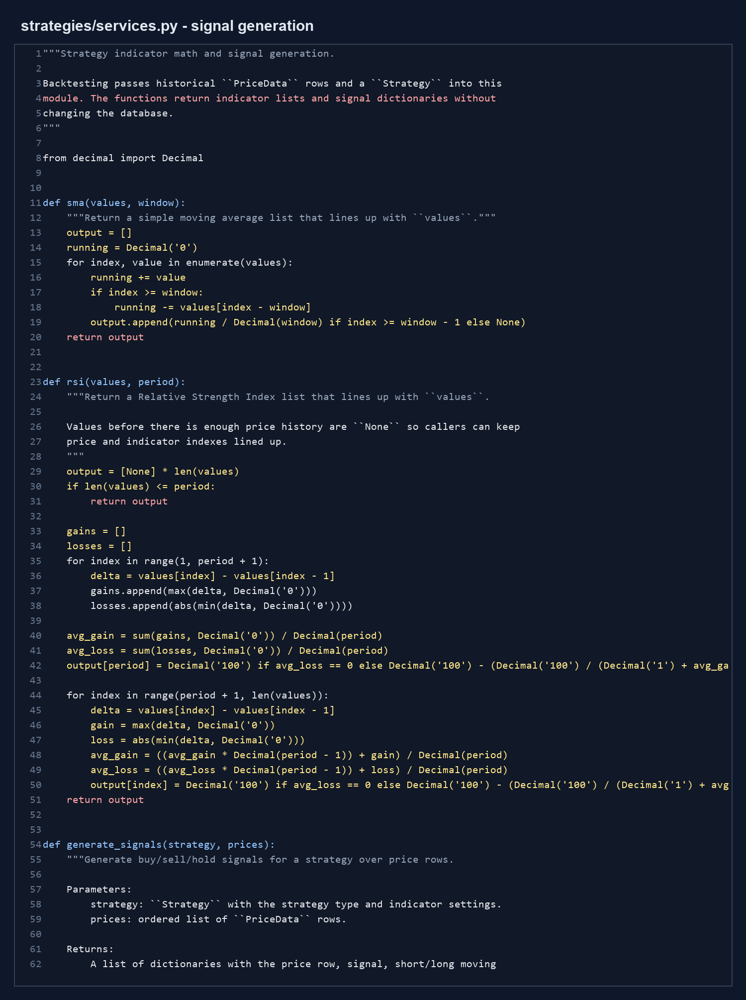 strategies/services.py - signal generation
1"""Strategy indicator math and signal generation.
2
3Backtesting passes historical ``PriceData`` rows and a ``Strategy`` into this
4module. The functions return indicator lists and signal dictionaries without
5changing the database.
6"""
7
8from decimal import Decimal
9
10
11def sma(values, window):
12    """Return a simple moving average list that lines up with ``values``."""
13    output = []
14    running = Decimal('0')
15    for index, value in enumerate(values):
16        running += value
17        if index >= window:
18            running -= values[index - window]
19        output.append(running / Decimal(window) if index >= window - 1 else None)
20    return output
21
22
23def rsi(values, period):
24    """Return a Relative Strength Index list that lines up with ``values``.
25
26    Values before there is enough price history are ``None`` so callers can keep
27    price and indicator indexes lined up.
28    """
29    output = [None] * len(values)
30    if len(values) <= period:
31        return output
32
33    gains = []
34    losses = []
35    for index in range(1, period + 1):
36        delta = values[index] - values[index - 1]
37        gains.append(max(delta, Decimal('0')))
38        losses.append(abs(min(delta, Decimal('0'))))
39
40    avg_gain = sum(gains, Decimal('0')) / Decimal(period)
41    avg_loss = sum(losses, Decimal('0')) / Decimal(period)
42    output[period] = Decimal('100') if avg_loss == 0 else Decimal('100') - (Decimal('100') / (Decimal('1') + avg_ga
43
44    for index in range(period + 1, len(values)):
45        delta = values[index] - values[index - 1]
46        gain = max(delta, Decimal('0'))
47        loss = abs(min(delta, Decimal('0')))
48        avg_gain = ((avg_gain * Decimal(period - 1)) + gain) / Decimal(period)
49        avg_loss = ((avg_loss * Decimal(period - 1)) + loss) / Decimal(period)
50        output[index] = Decimal('100') if avg_loss == 0 else Decimal('100') - (Decimal('100') / (Decimal('1') + avg
51    return output
52
53
54def generate_signals(strategy, prices):
55    """Generate buy/sell/hold signals for a strategy over price rows.
56
57    Parameters:
58        strategy: ``Strategy`` with the strategy type and indicator settings.
59        prices: ordered list of ``PriceData`` rows.
60
61    Returns:
62        A list of dictionaries with the price row, signal, short/long moving